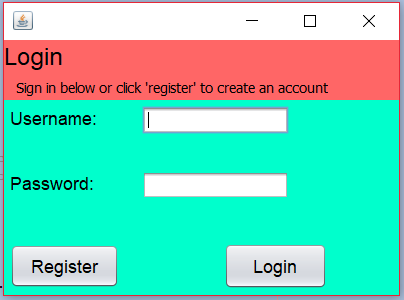 Login
Sign in below or click 'register' to create an account
Username:
Password:
Register
Login